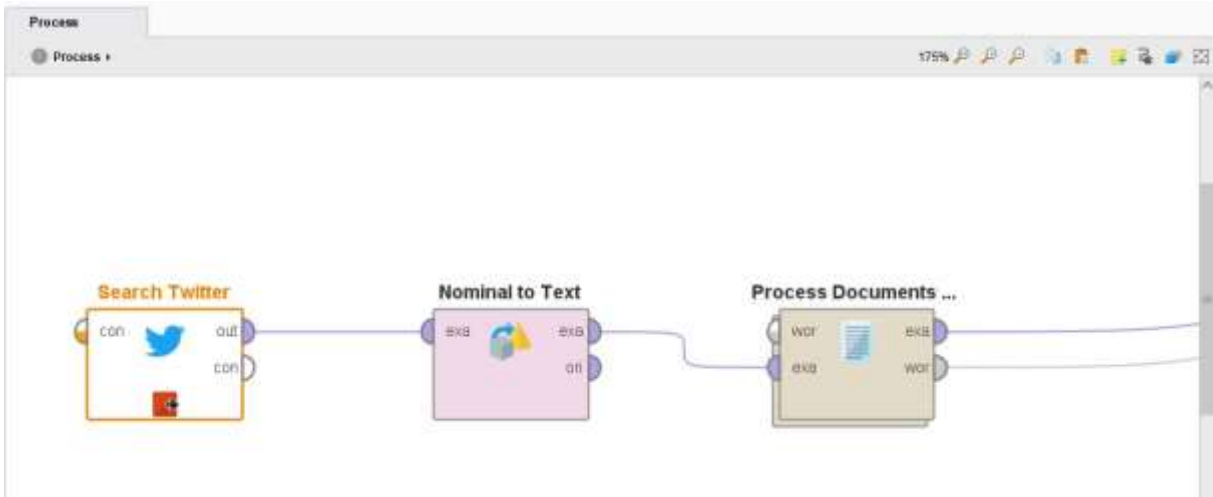 Process
Process
175%
Search Twitter
Nominal to Text
Process Documents ...
con
out
con
exa
exa
ori
wor
exa
exa
wor